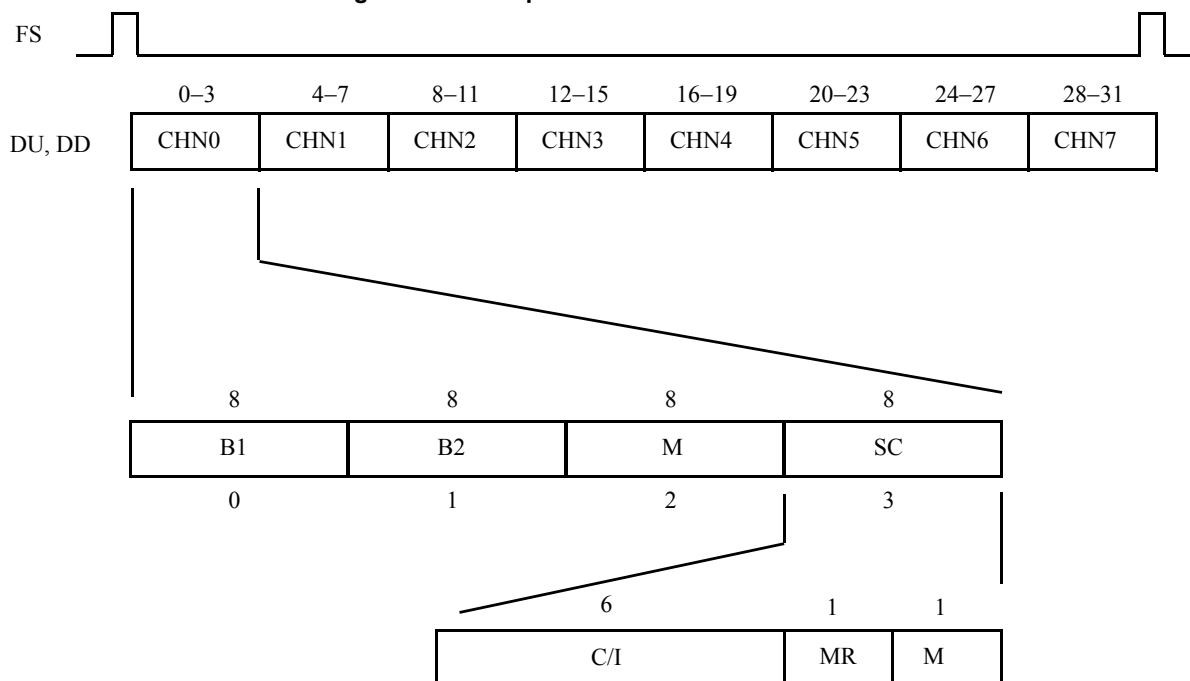 FS
0–3 4–7 8–11 12–15 16–19 20–23 24–27 28–31
DU, DD CHN0 CHN1 CHN2 CHN3 CHN4 CHN5 CHN6 CHN7
8 8 8 8
B1 B2 M SC
0 1 2 3
6 1 1
C/I MR M